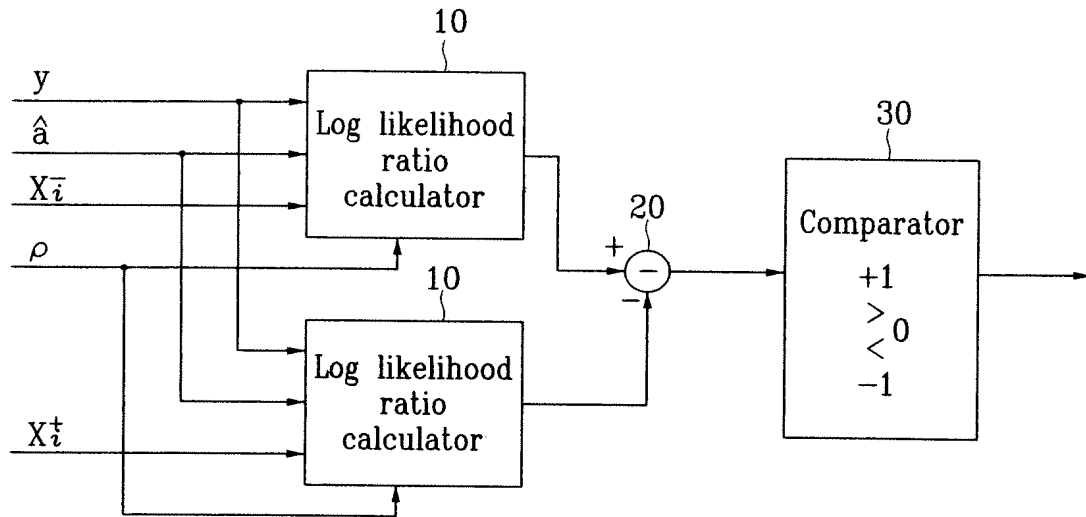 10
y
â
X̄i
ρ
Log likelihood
ratio
calculator
10
X⁺i
Log likelihood
ratio
calculator
+
20
−
−
30
Comparator
+1
>
< 0
−1